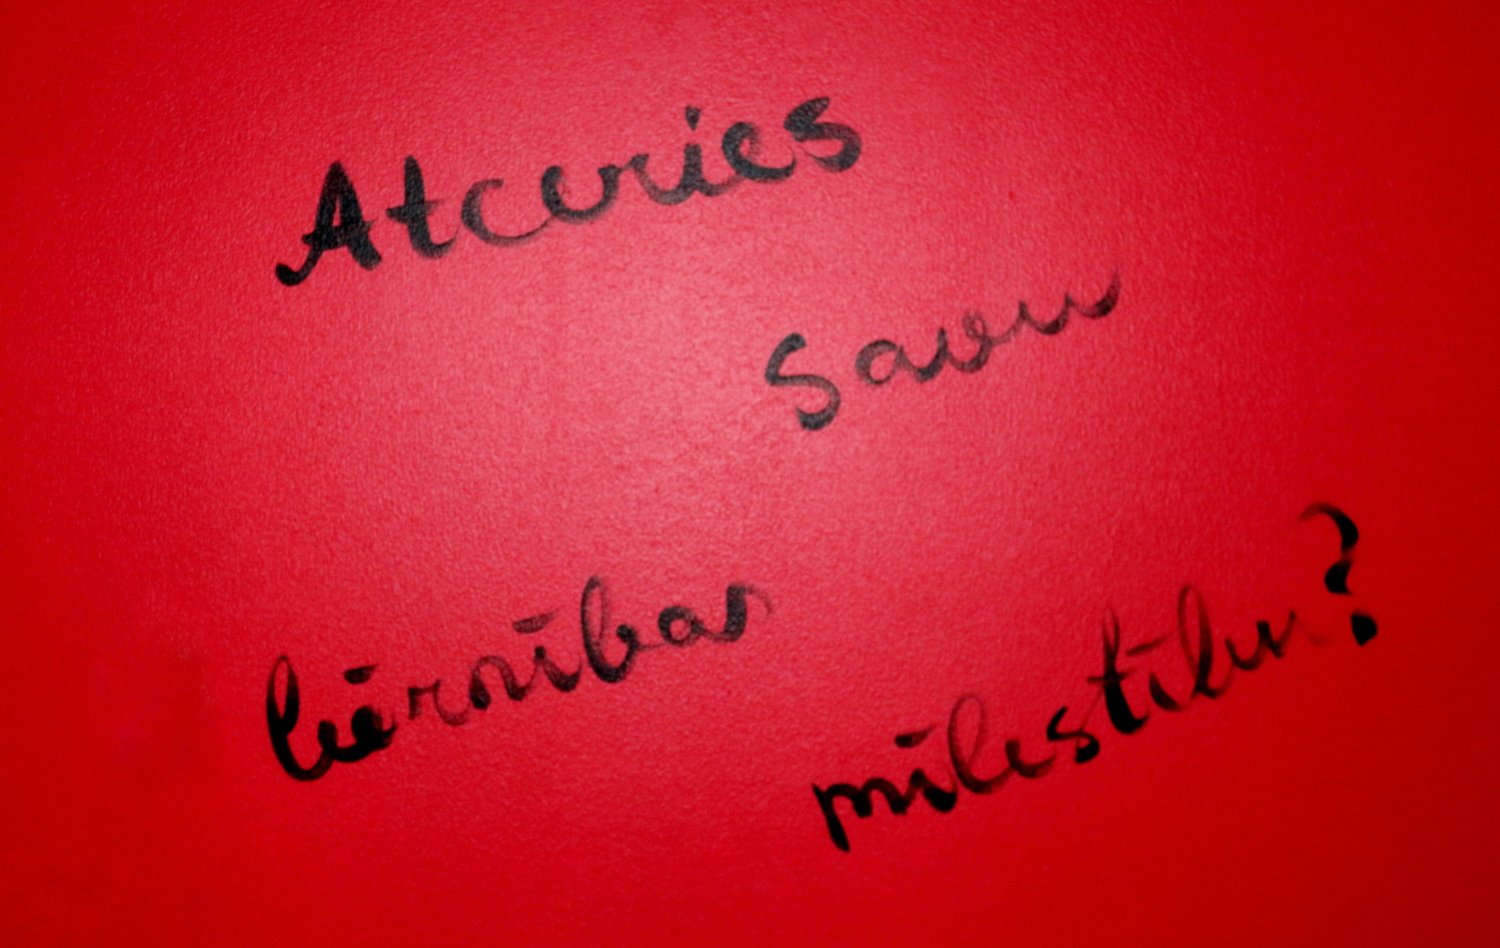 Atceries
Savu
bērnības
mīlestību?